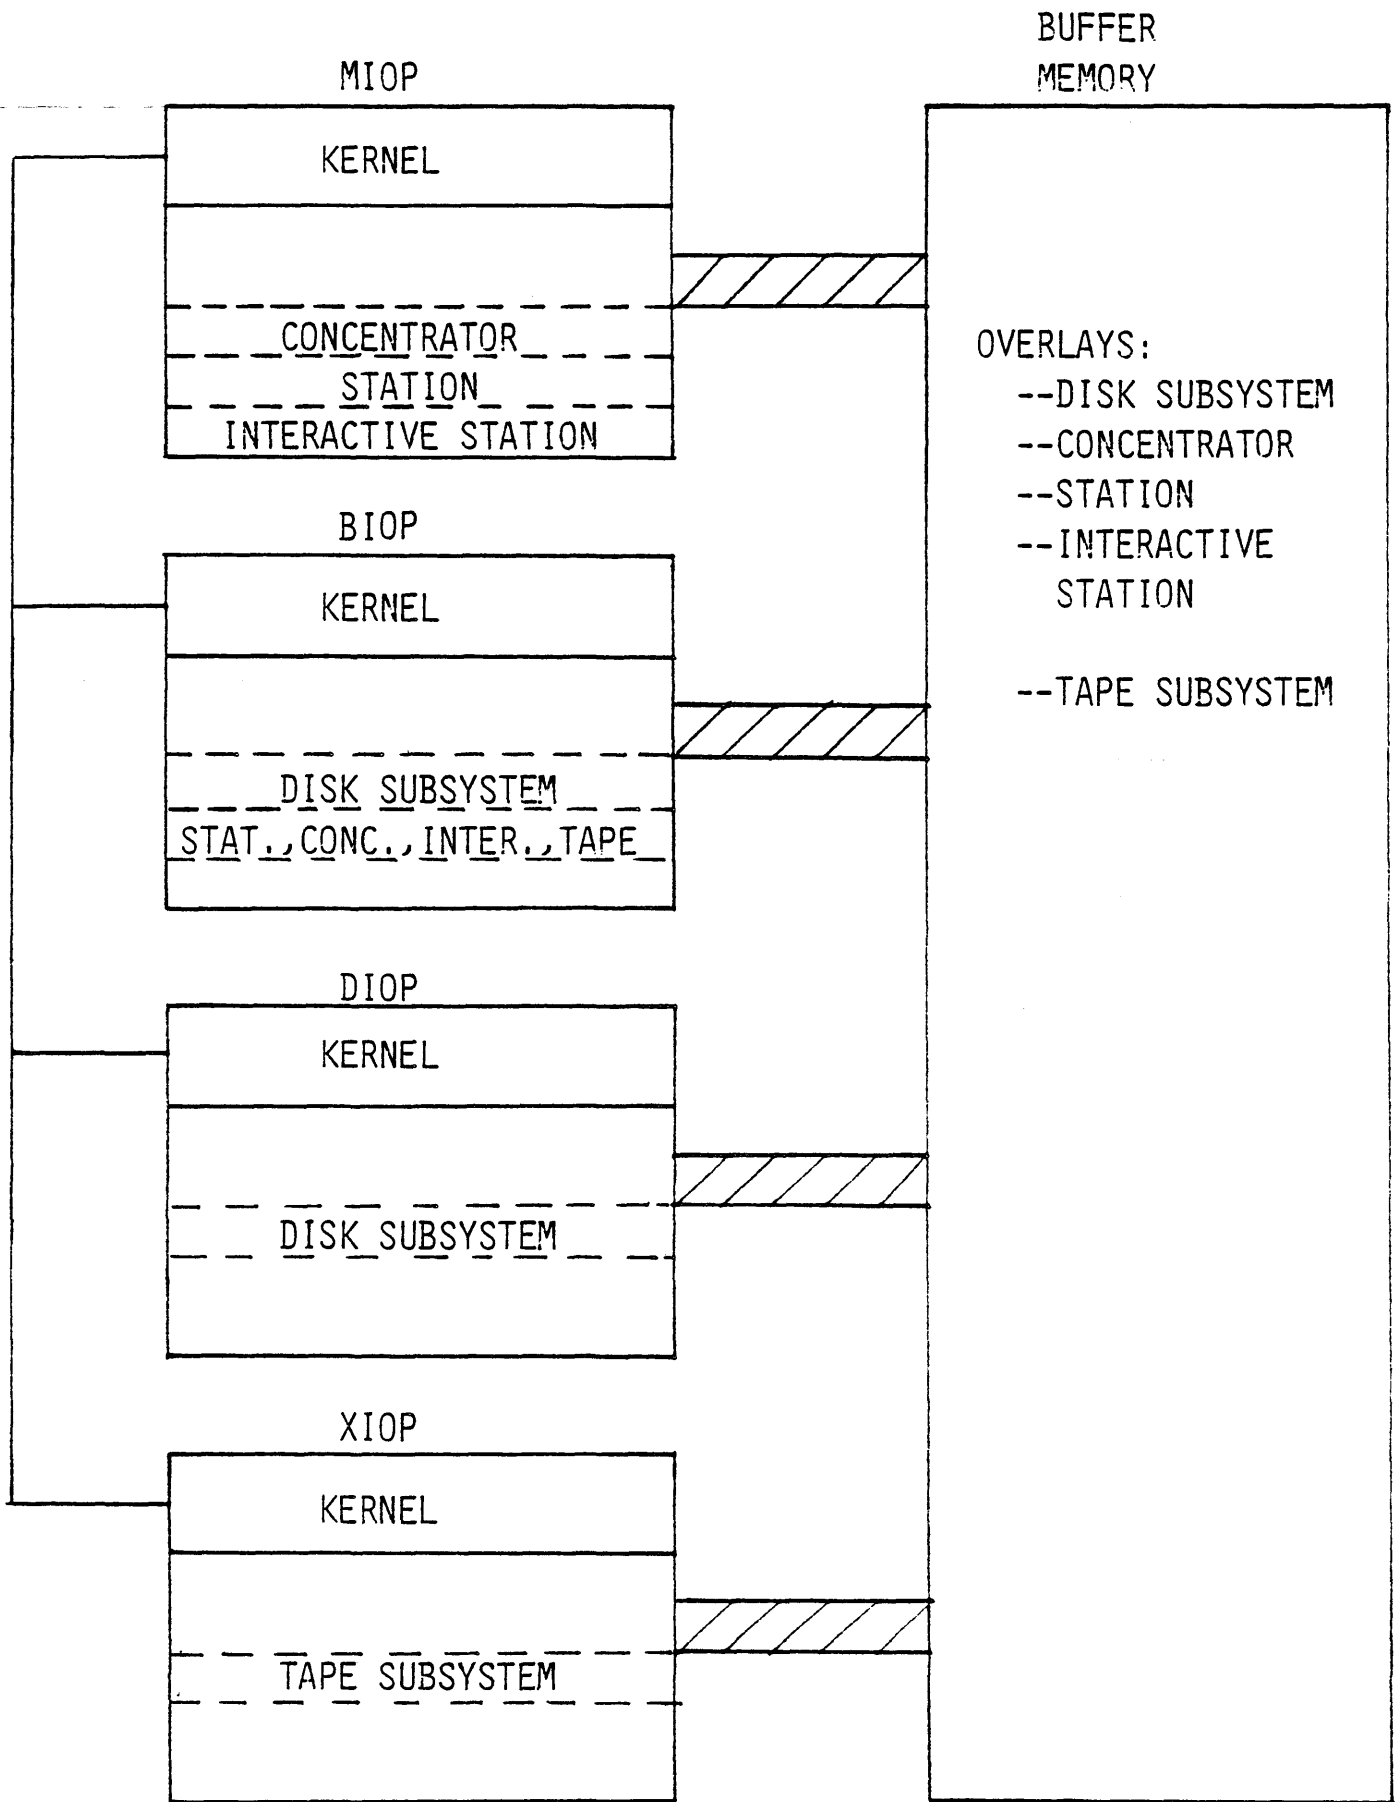 BUFFER
MEMORY
MIOP
KERNEL
CONCENTRATOR
STATION
INTERACTIVE STATION
OVERLAYS:
--DISK SUBSYSTEM
--CONCENTRATOR
--STATION
--INTERACTIVE
STATION
--TAPE SUBSYSTEM
BIOP
KERNEL
DISK SUBSYSTEM
STAT.,CONC.,INTER.,TAPE
DIOP
KERNEL
DISK SUBSYSTEM
XIOP
KERNEL
TAPE SUBSYSTEM